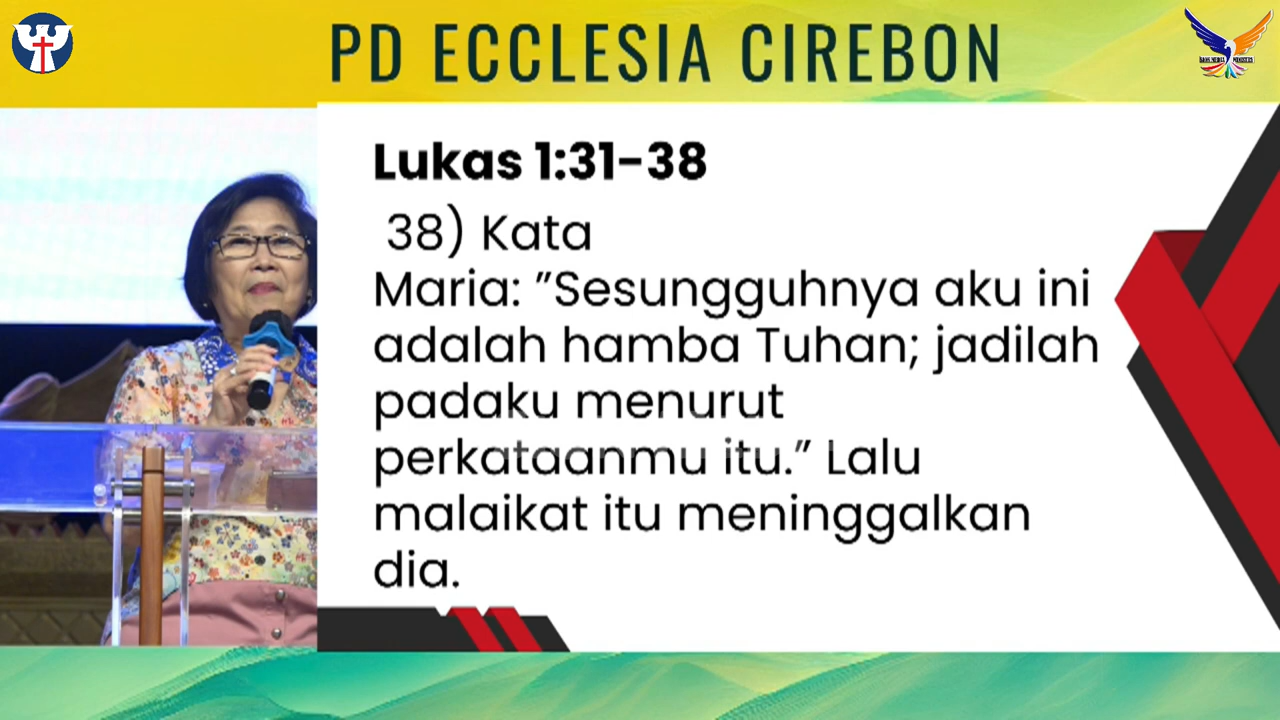 PD ECCLESIA CIREBON
Lukas 1:31-38
38) Kata
Maria: ”Sesungguhnya aku ini
adalah hamba Tuhan; jadilah
padaku menurut
perkataanmu itu.” Lalu
malaikat itu meninggalkan
dia.